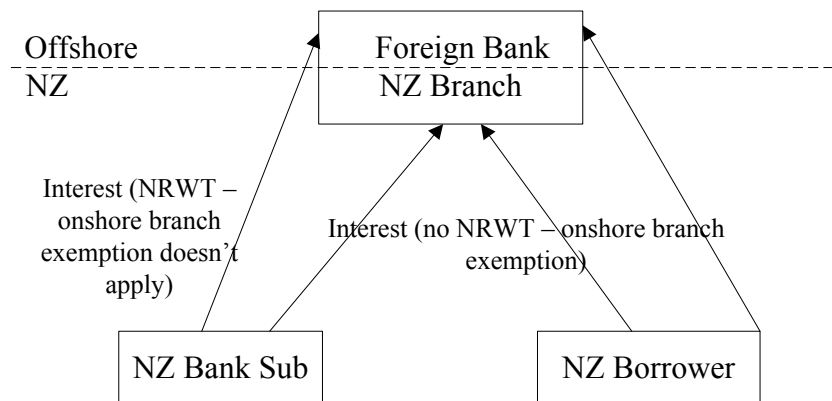 Offshore
Foreign Bank
NZ
NZ Branch
Interest (NRWT –
onshore branch
exemption doesn’t
apply)
Interest (no NRWT – onshore branch
exemption)
NZ Bank Sub
NZ Borrower